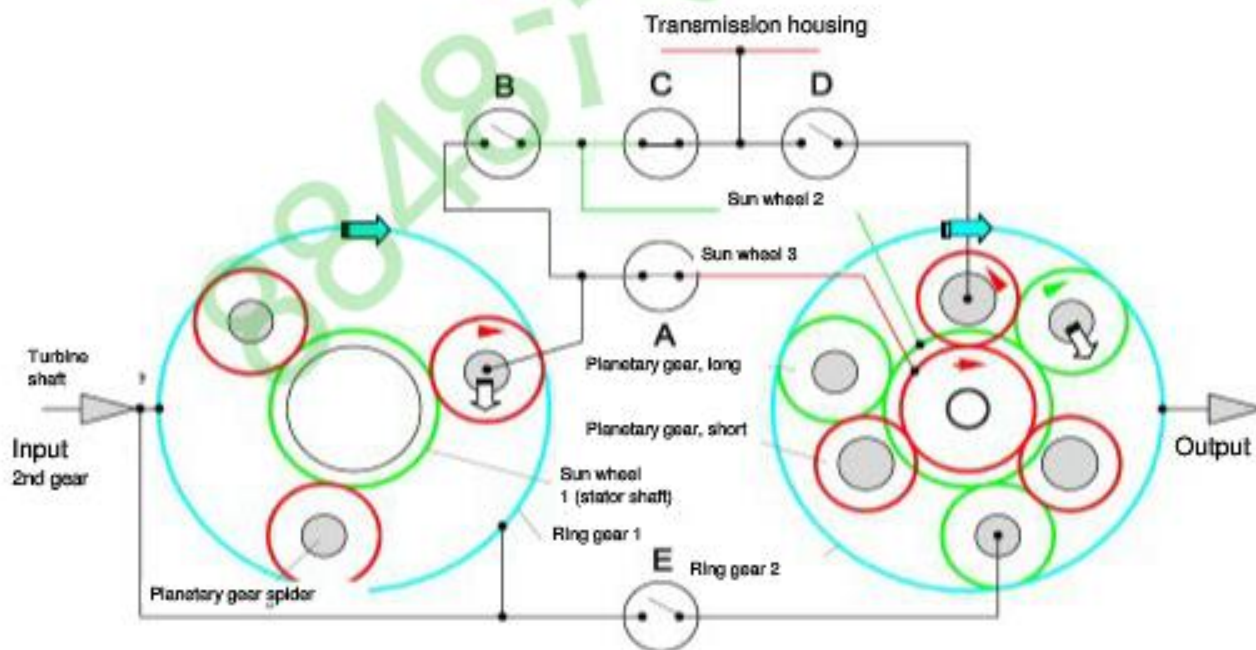 Transmission housing
B
C
D
Sun wheel 2
Sun wheel 3
A
Turbine
shaft
?
Planetary gear, long
Planetary gear, short
Input
2nd gear
Output
Sun wheel
1 (stator shaft)
Ring gear 1
E
Ring gear 2
Planetary gear spider